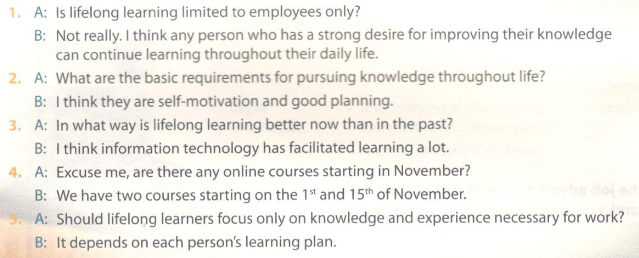 1. A: Is lifelong learning limited to employees only?
B: Not really. I think any person who has a strong desire for improving their knowledge
can continue learning throughout their daily life.
2. A: What are the basic requirements for pursuing knowledge throughout life?
B: I think they are self-motivation and good planning.
3. A: In what way is lifelong learning better now than in the past?
B: I think information technology has facilitated learning a lot.
4. A: Excuse me, are there any online courses starting in November?
B: We have two courses starting on the 1st and 15th of November.
5. A: Should lifelong learners focus only on knowledge and experience necessary for work?
B: It depends on each person's learning plan.